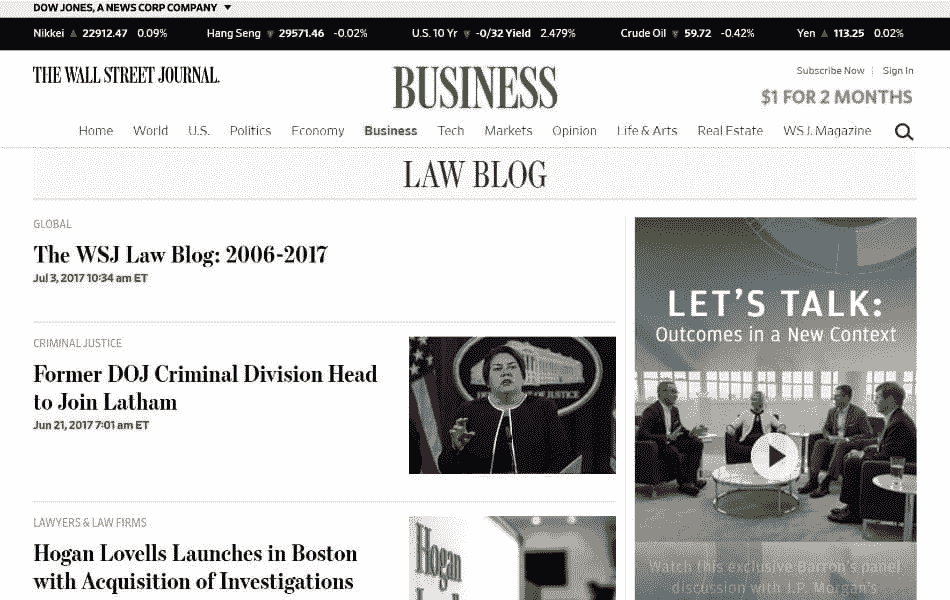 DOW JONES, A NEWS CORP COMPANY
Nikkei 22912.47 0.09% Hang Seng 29571.46 -0.02% U.S. 10 Yr -0/32 Yield 2.479% Crude Oil 59.72 -0.42% Yen 113.25 0.02%
THE WALL STREET JOURNAL.
BUSINESS
Subscribe Now Sign In
$1 FOR 2 MONTHS
Home World U.S. Politics Economy Business Tech Markets Opinion Life & Arts Real Estate WSJ. Magazine
LAW BLOG
GLOBAL
The WSJ Law Blog: 2006-2017
Jul 3, 2017 10:34 am ET
CRIMINAL JUSTICE
Former DOJ Criminal Division Head
to Join Latham
Jun 21, 2017 7:01 am ET
LAWYERS & LAW FIRMS
Hogan Lovells Launches in Boston
with Acquisition of Investigations
Hogan
LET'S TALK:
Outcomes in a New Context
Watch this exclusive Barron's panel
discussion with J.P. Morgan's